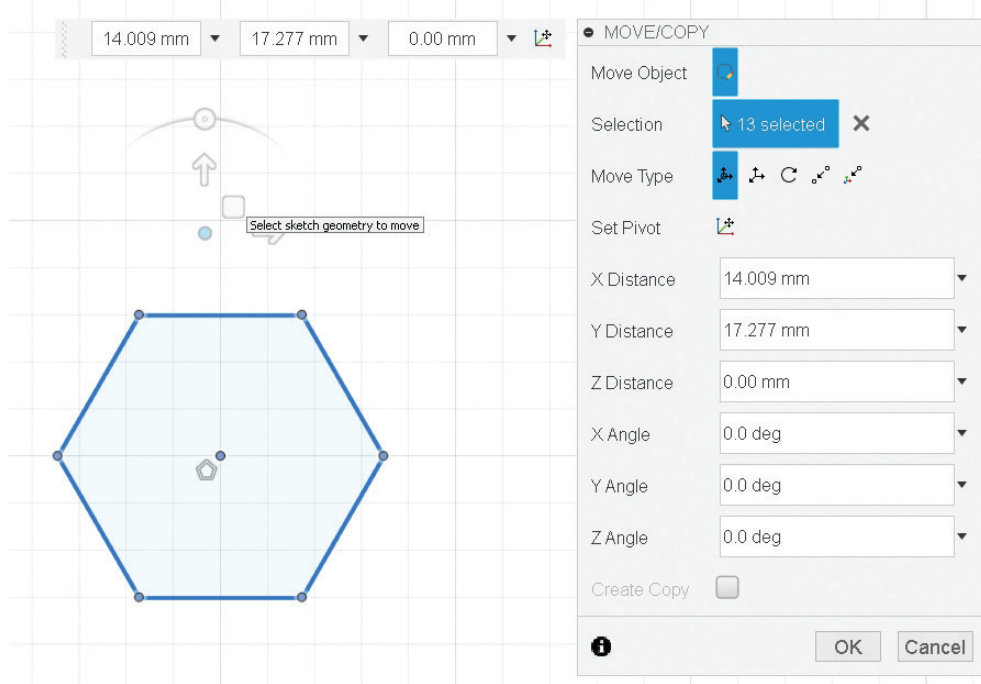 14.009 mm 17.277 mm 0.00 mm
Select sketch geometry to move
MOVE/COPY
Move Object
Selection 13 selected
Move Type
Set Pivot
X Distance 14.009 mm
Y Distance 17.277 mm
Z Distance 0.00 mm
X Angle 0.0 deg
Y Angle 0.0 deg
Z Angle 0.0 deg
Create Copy
OK Cancel